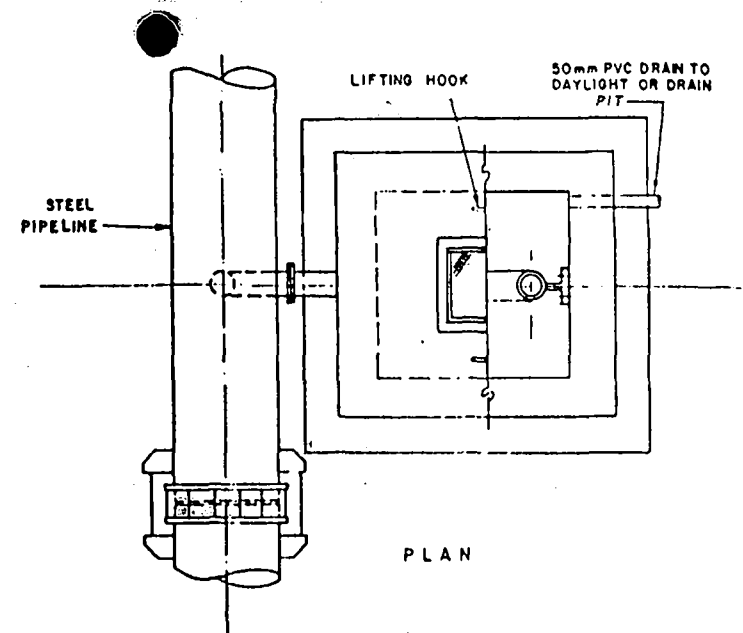 LIFTING HOOK
50mm PVC DRAIN TO
DAYLIGHT OR DRAIN
PIT
STEEL
PIPELINE
PLAN